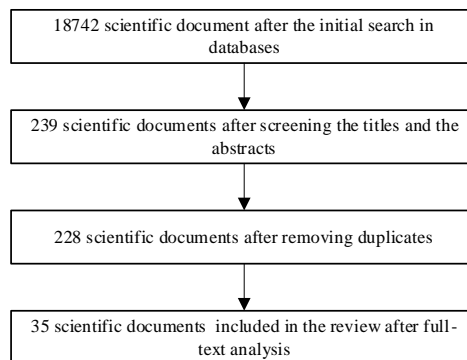 18742 scientific document after the initial search in
databases
239 scientific documents after screening the titles and the
abstracts
228 scientific documents after removing duplicates
35 scientific documents included in the review after full-
text analysis